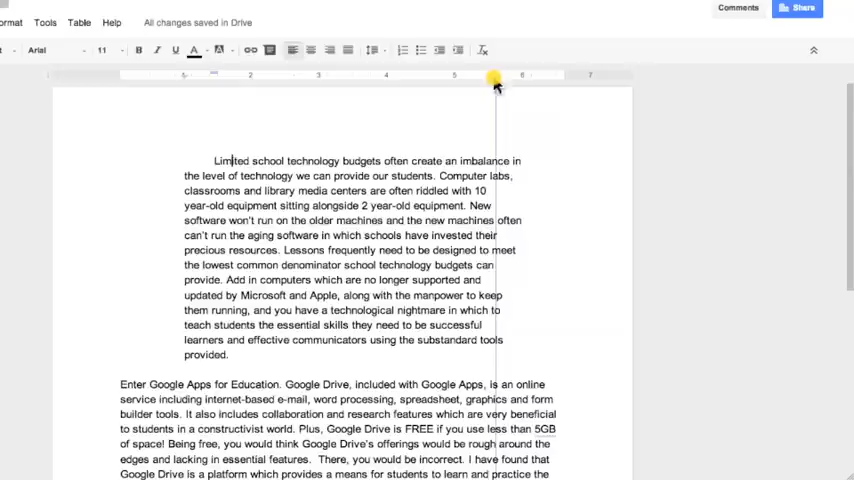 Comments Share
ormat Tools Table Help All changes saved in Drive
Arial 11 B I U A A
2 3 4 5 6 7
Limited school technology budgets often create an imbalance in
the level of technology we can provide our students. Computer labs,
classrooms and library media centers are often riddled with 10
year-old equipment sitting alongside 2 year-old equipment. New
software won't run on the older machines and the new machines often
can't run the aging software in which schools have invested their
precious resources. Lessons frequently need to be designed to meet
the lowest common denominator school technology budgets can
provide. Add in computers which are no longer supported and
updated by Microsoft and Apple, along with the manpower to keep
them running, and you have a technological nightmare in which to
teach students the essential skills they need to be successful
learners and effective communicators using the substandard tools
provided.
Enter Google Apps for Education. Google Drive, included with Google Apps, is an online
service including internet-based e-mail, word processing, spreadsheet, graphics and form
builder tools. It also includes collaboration and research features which are very beneficial
to students in a constructivist world. Plus, Google Drive is FREE if you use less than 5GB
of space! Being free, you would think Google Drive's offerings would be rough around the
edges and lacking in essential features. There, you would be incorrect. I have found that
Google Drive is a platform which provides a means for students to learn and practice the